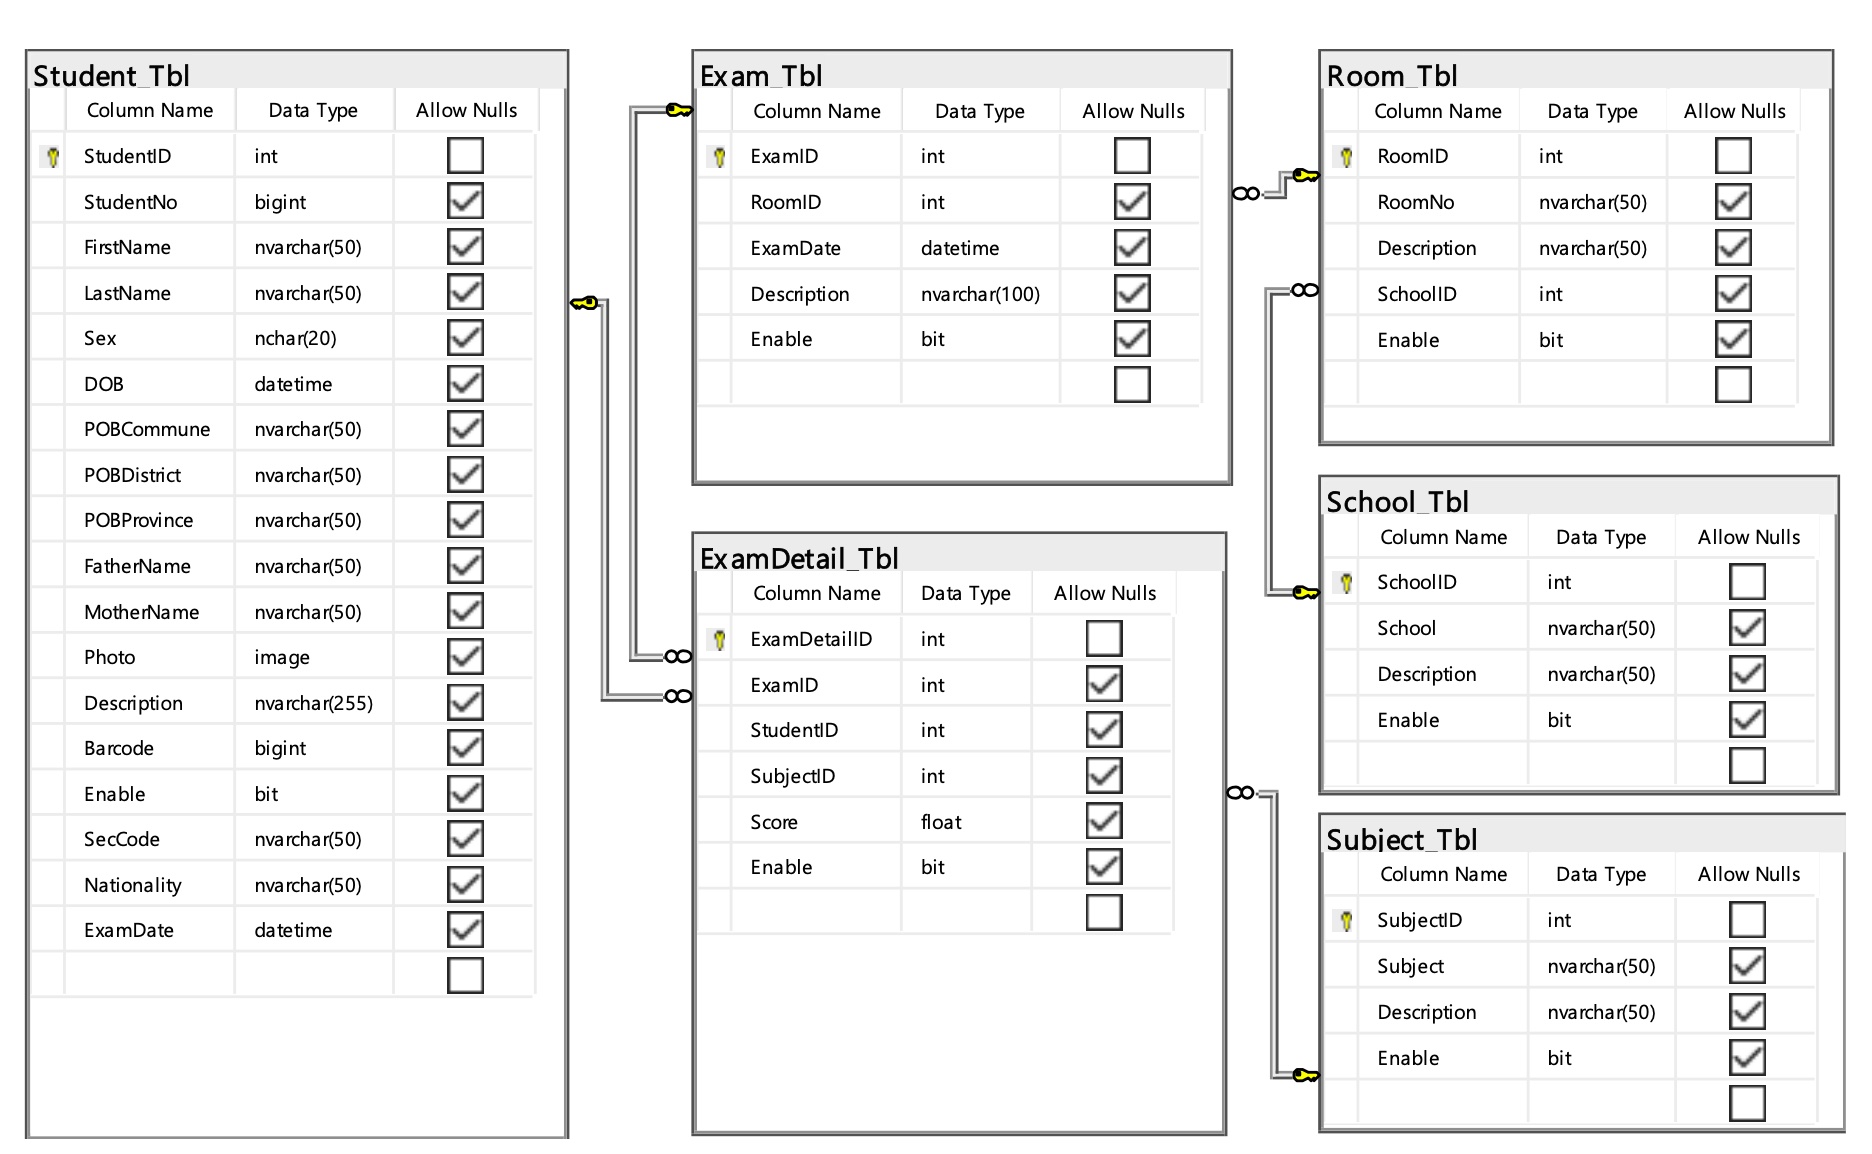 Student_Tbl
Column Name Data Type Allow Nulls
StudentID int
StudentNo bigint
FirstName nvarchar(50)
LastName nvarchar(50)
Sex nchar(20)
DOB datetime
POBCommune nvarchar(50)
POBDistrict nvarchar(50)
POBProvince nvarchar(50)
FatherName nvarchar(50)
MotherName nvarchar(50)
Photo image
Description nvarchar(255)
Barcode bigint
Enable bit
SecCode nvarchar(50)
Nationality nvarchar(50)
ExamDate datetime
Exam_Tbl
Column Name Data Type Allow Nulls
ExamID int
RoomID int
ExamDate datetime
Description nvarchar(100)
Enable bit
ExamDetail_Tbl
Column Name Data Type Allow Nulls
ExamDetailID int
ExamID int
StudentID int
SubjectID int
Score float
Enable bit
Room_Tbl
Column Name Data Type Allow Nulls
RoomID int
RoomNo nvarchar(50)
Description nvarchar(50)
SchoolID int
Enable bit
School_Tbl
Column Name Data Type Allow Nulls
SchoolID int
School nvarchar(50)
Description nvarchar(50)
Enable bit
Subject_Tbl
Column Name Data Type Allow Nulls
SubjectID int
Subject nvarchar(50)
Description nvarchar(50)
Enable bit